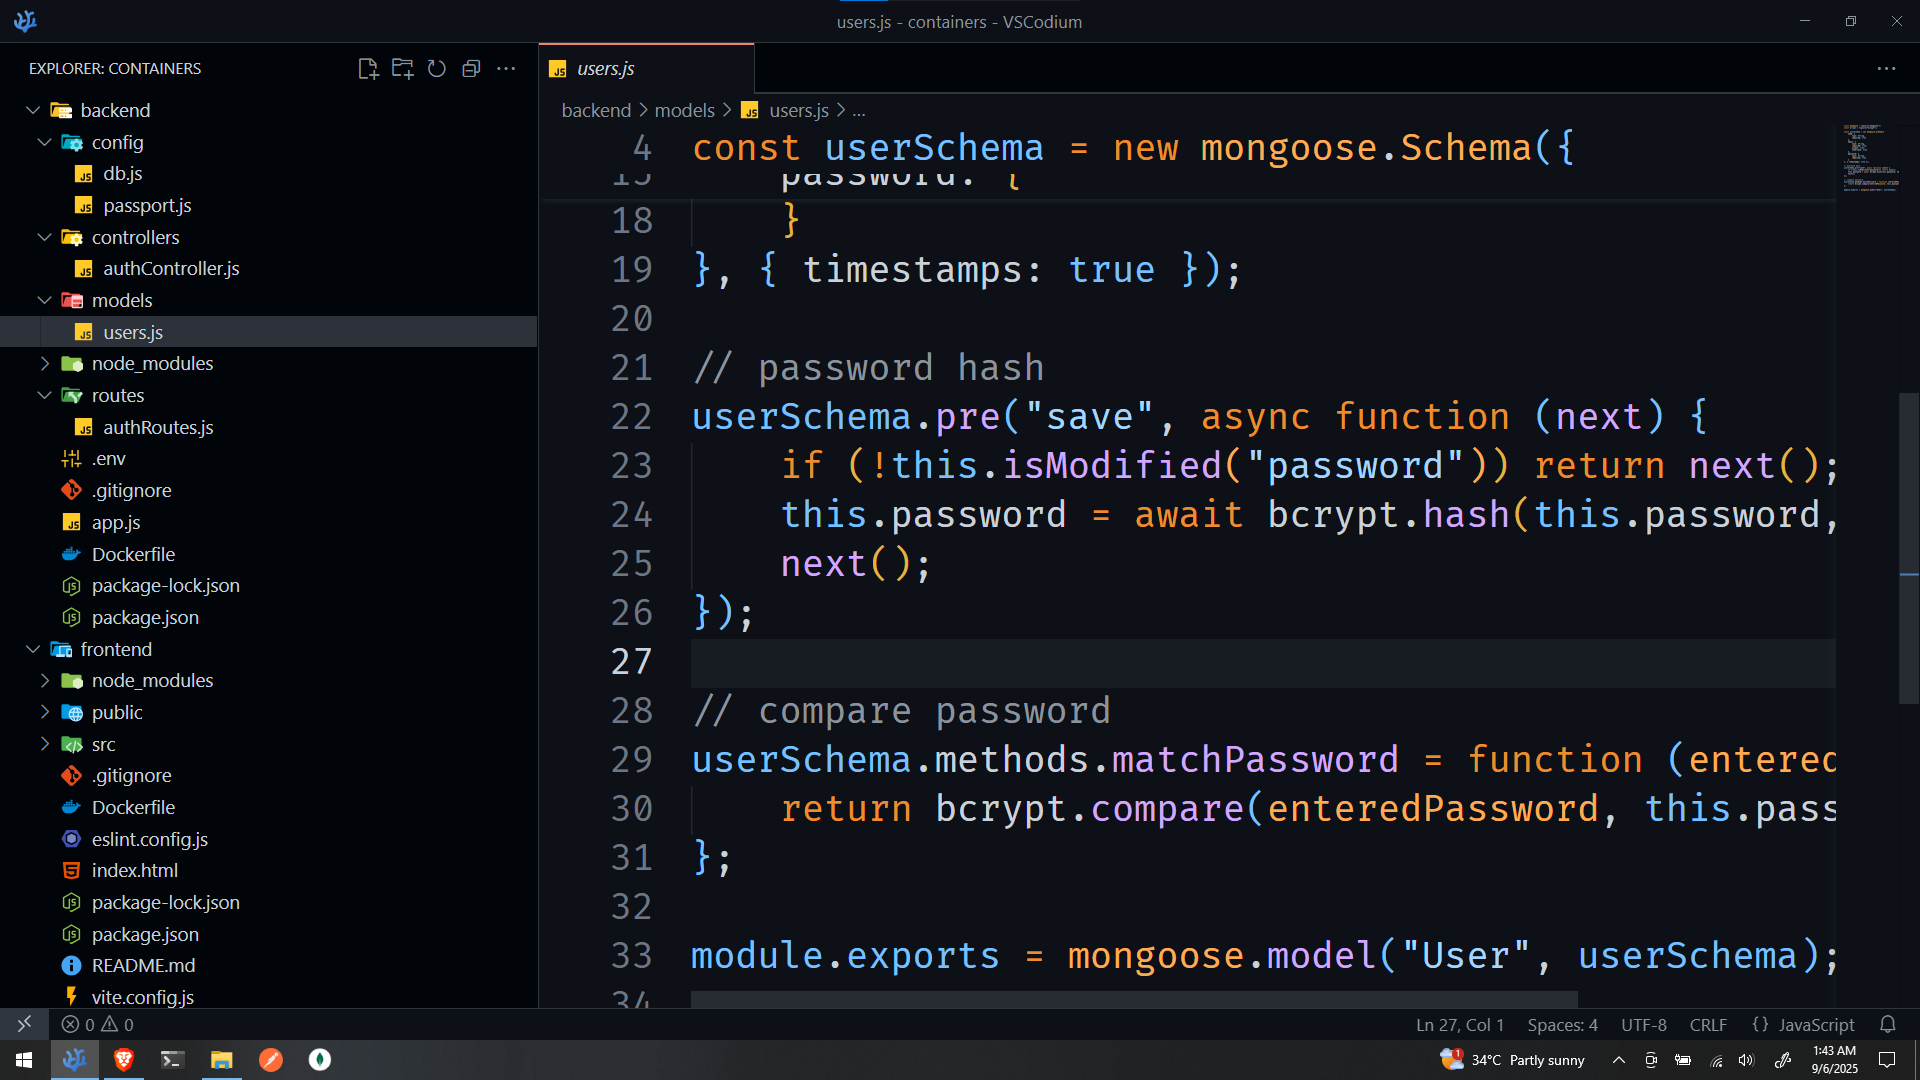 users.js - containers - VSCodium
EXPLORER: CONTAINERS
backend
config
db.js
passport.js
controllers
authController.js
models
users.js
node_modules
routes
authRoutes.js
.env
.gitignore
app.js
Dockerfile
package-lock.json
package.json
frontend
node_modules
public
src
.gitignore
Dockerfile
eslint.config.js
index.html
package-lock.json
package.json
README.md
vite.config.js
users.js
backend > models > users.js > ...
4 const userSchema = new mongoose.Schema({
15 password: {
18 }
19 }, { timestamps: true });
20
21 // password hash
22 userSchema.pre("save", async function (next) {
23 if (!this.isModified("password")) return next();
24 this.password = await bcrypt.hash(this.password,
25 next();
26 });
27
28 // compare password
29 userSchema.methods.matchPassword = function (entered
30 return bcrypt.compare(enteredPassword, this.pass
31 };
32
33 module.exports = mongoose.model("User", userSchema);
34
0 0
Ln 27, Col 1 Spaces: 4 UTF-8 CRLF {} JavaScript
1 34°C Partly sunny
1:43 AM
9/6/2025